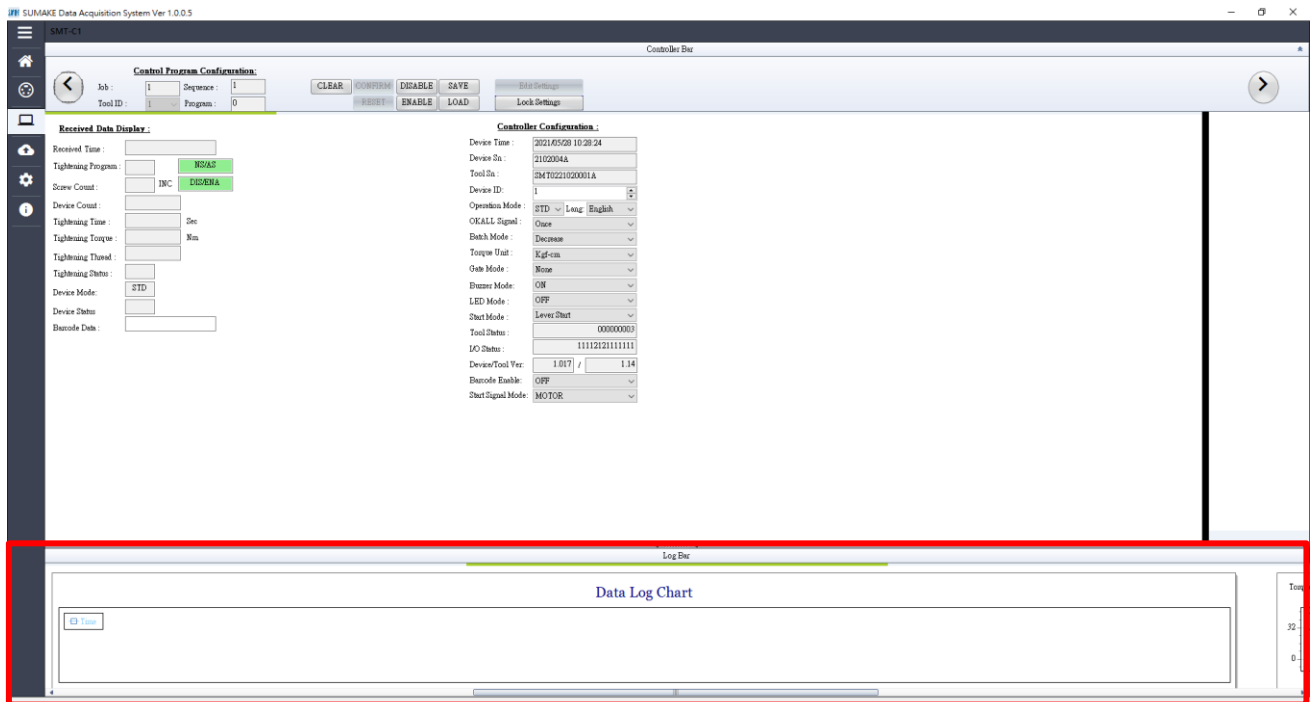 SUMAKE Data Acquisition System Ver 1.0.0.5
SMT-C1
Controller Bar
Control Program Configuration:
Job : 1 Sequence : 1
Tool ID : 1 Program : 0
CLEAR CONFIRM DISABLE SAVE Edit Settings
RESET ENABLE LOAD Lock Settings
Received Data Display :
Received Time :
Tightening Program : NS/AS
Screw Count : INC DIS/ENA
Device Count :
Tightening Time : Sec
Tightening Torque : Nm
Tightening Thread :
Tightening Status :
Device Mode: STD
Device Status
Barcode Data :
Controller Configuration :
Device Time : 2021/05/28 10:28:24
Device Sn : 2102004A
Tool Sn : SMT0221020001A
Device ID: 1
Operation Mode : STD Lang: English
OKALL Signal : Once
Batch Mode : Decrease
Torque Unit : Kgf-cm
Gate Mode : None
Buzzer Mode: ON
LED Mode : OFF
Start Mode : Lever Start
Tool Status : 000000003
I/O Status : 11112121111111
Device/Tool Ver: 1.017 / 1.14
Barcode Enable: OFF
Start Signal Mode: MOTOR
Log Bar
Data Log Chart
Time
32
0